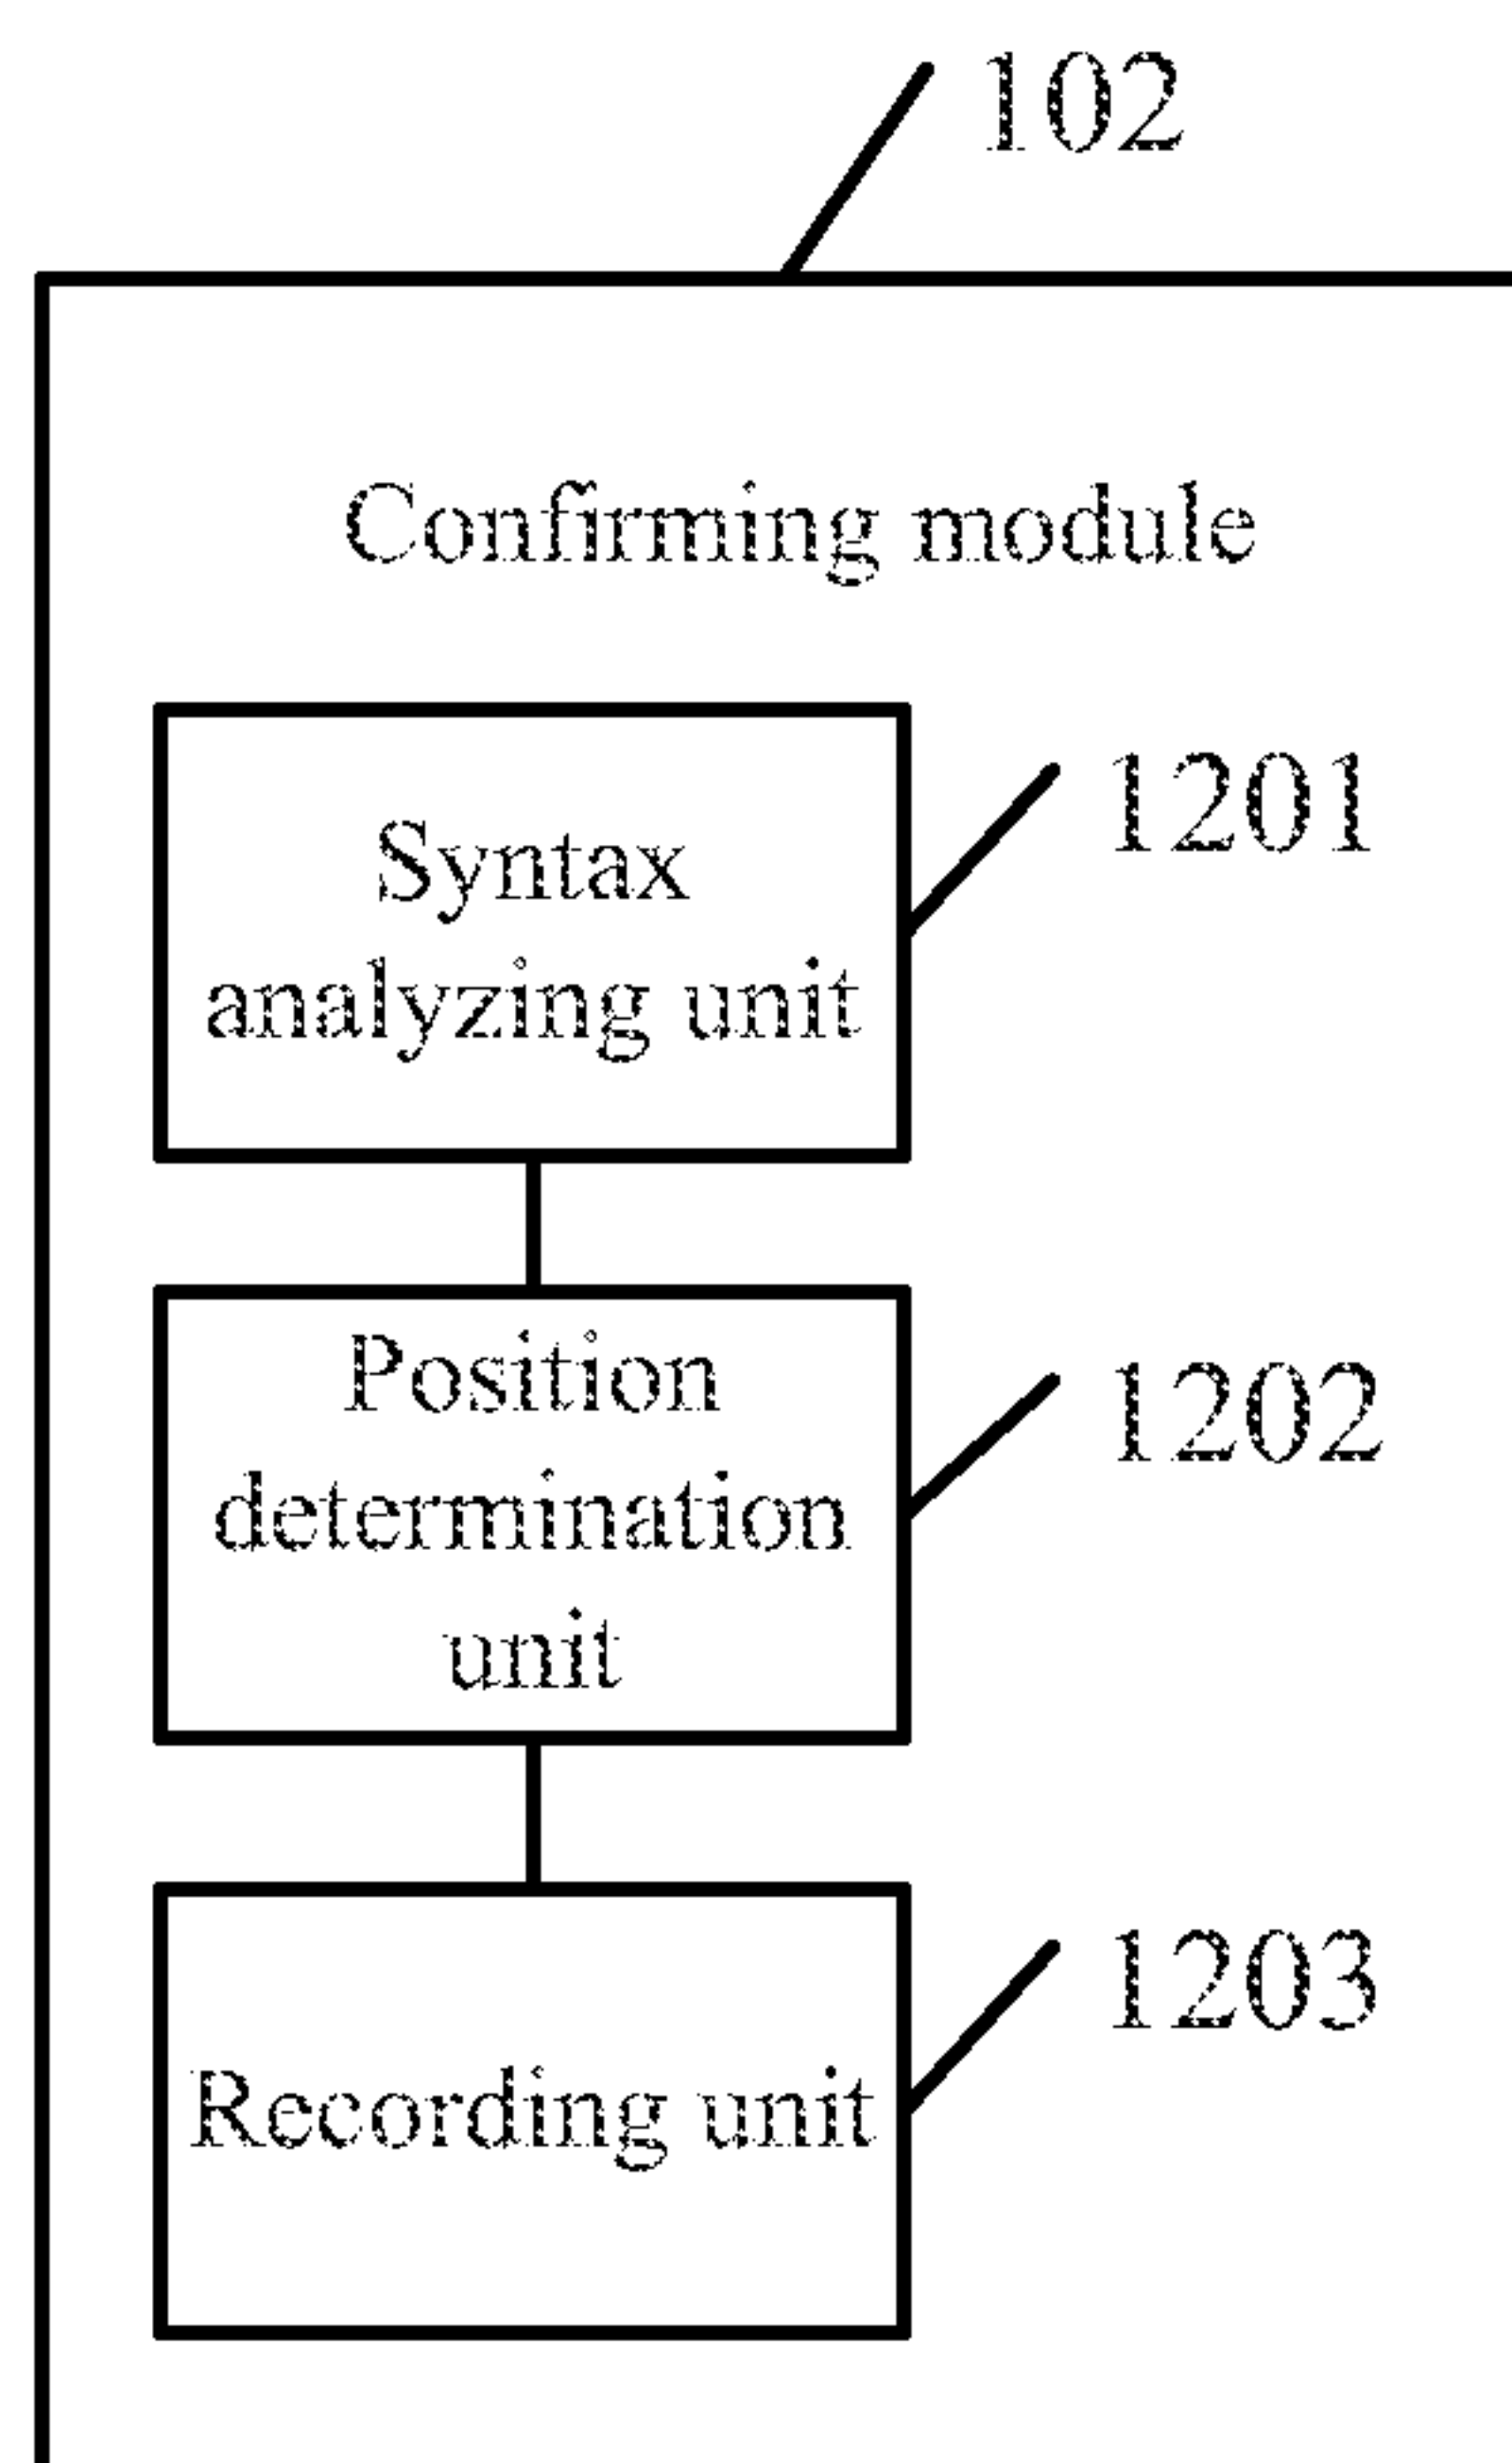 102
Confirming module
Syntax
analyzing unit
1201
Position
determination
unit
1202
Recording unit
1203